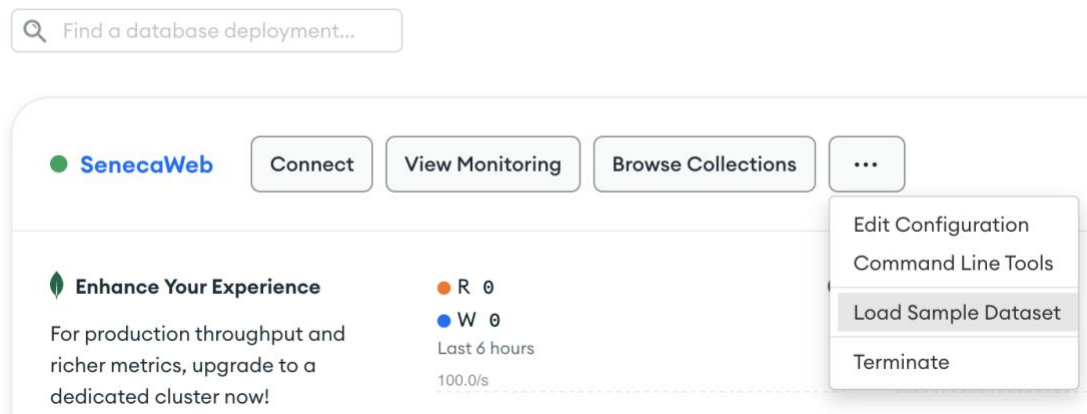 Find a database deployment...
SenecaWeb
Connect
View Monitoring
Browse Collections
...
Edit Configuration
Command Line Tools
Load Sample Dataset
Terminate
Enhance Your Experience
For production throughput and
richer metrics, upgrade to a
dedicated cluster now!
R 0
W 0
Last 6 hours
100.0/s